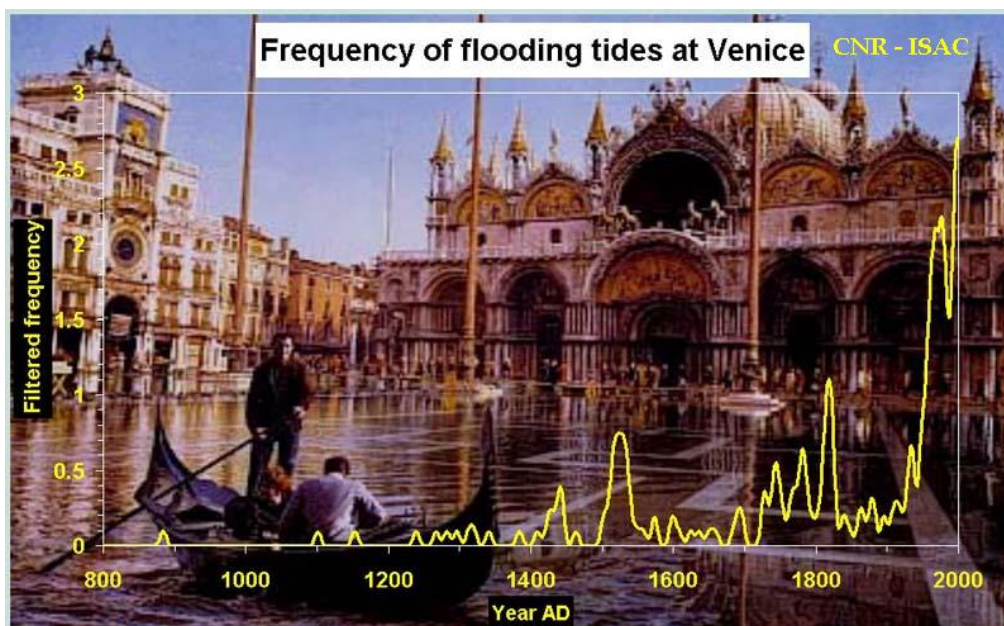 Frequency of flooding tides at Venice
CNR - ISAC
3
2.5
2
1.5
1
0.5
0
Filtered frequency
800 1000 1200 1400 1600 1800 2000
Year AD